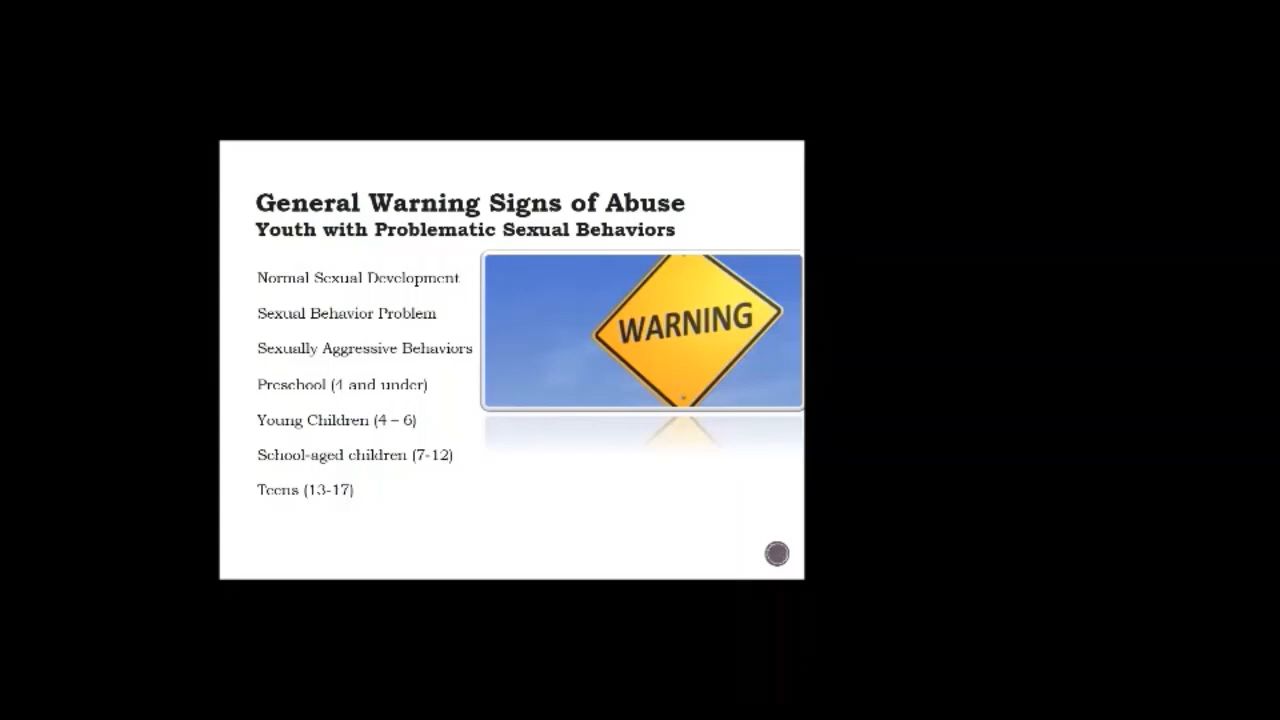 General Warning Signs of Abuse
Youth with Problematic Sexual Behaviors
Normal Sexual Development
Sexual Behavior Problem
Sexually Aggressive Behaviors
Preschool (4 and under)
Young Children (4 – 6)
School-aged children (7-12)
Teens (13-17)
WARNING